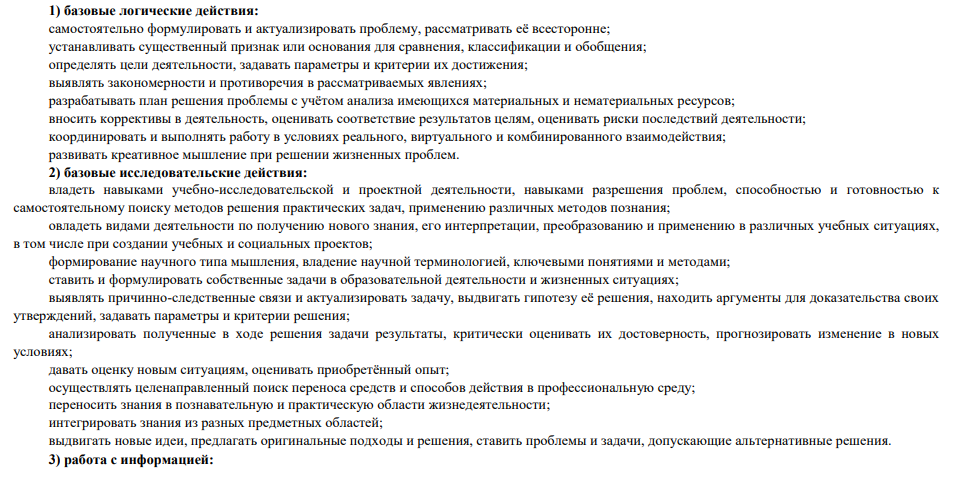 1) базовые логические действия:
самостоятельно формулировать и актуализировать проблему, рассматривать её всесторонне;
устанавливать существенный признак или основания для сравнения, классификации и обобщения;
определять цели деятельности, задавать параметры и критерии их достижения;
выявлять закономерности и противоречия в рассматриваемых явлениях;
разрабатывать план решения проблемы с учётом анализа имеющихся материальных и нематериальных ресурсов;
вносить коррективы в деятельность, оценивать соответствие результатов целям, оценивать риски последствий деятельности;
координировать и выполнять работу в условиях реального, виртуального и комбинированного взаимодействия;
развивать креативное мышление при решении жизненных проблем.
2) базовые исследовательские действия:
владеть навыками учебно-исследовательской и проектной деятельности, навыками разрешения проблем, способностью и готовностью к
самостоятельному поиску методов решения практических задач, применению различных методов познания;
овладеть видами деятельности по получению нового знания, его интерпретации, преобразованию и применению в различных учебных ситуациях,
в том числе при создании учебных и социальных проектов;
формирование научного типа мышления, владение научной терминологией, ключевыми понятиями и методами;
ставить и формулировать собственные задачи в образовательной деятельности и жизненных ситуациях;
выявлять причинно-следственные связи и актуализировать задачу, выдвигать гипотезу её решения, находить аргументы для доказательства своих
утверждений, задавать параметры и критерии решения;
анализировать полученные в ходе решения задачи результаты, критически оценивать их достоверность, прогнозировать изменение в новых
условиях;
давать оценку новым ситуациям, оценивать приобретённый опыт;
осуществлять целенаправленный поиск переноса средств и способов действия в профессиональную среду;
переносить знания в познавательную и практическую области жизнедеятельности;
интегрировать знания из разных предметных областей;
выдвигать новые идеи, предлагать оригинальные подходы и решения, ставить проблемы и задачи, допускающие альтернативные решения.
3) работа с информацией: